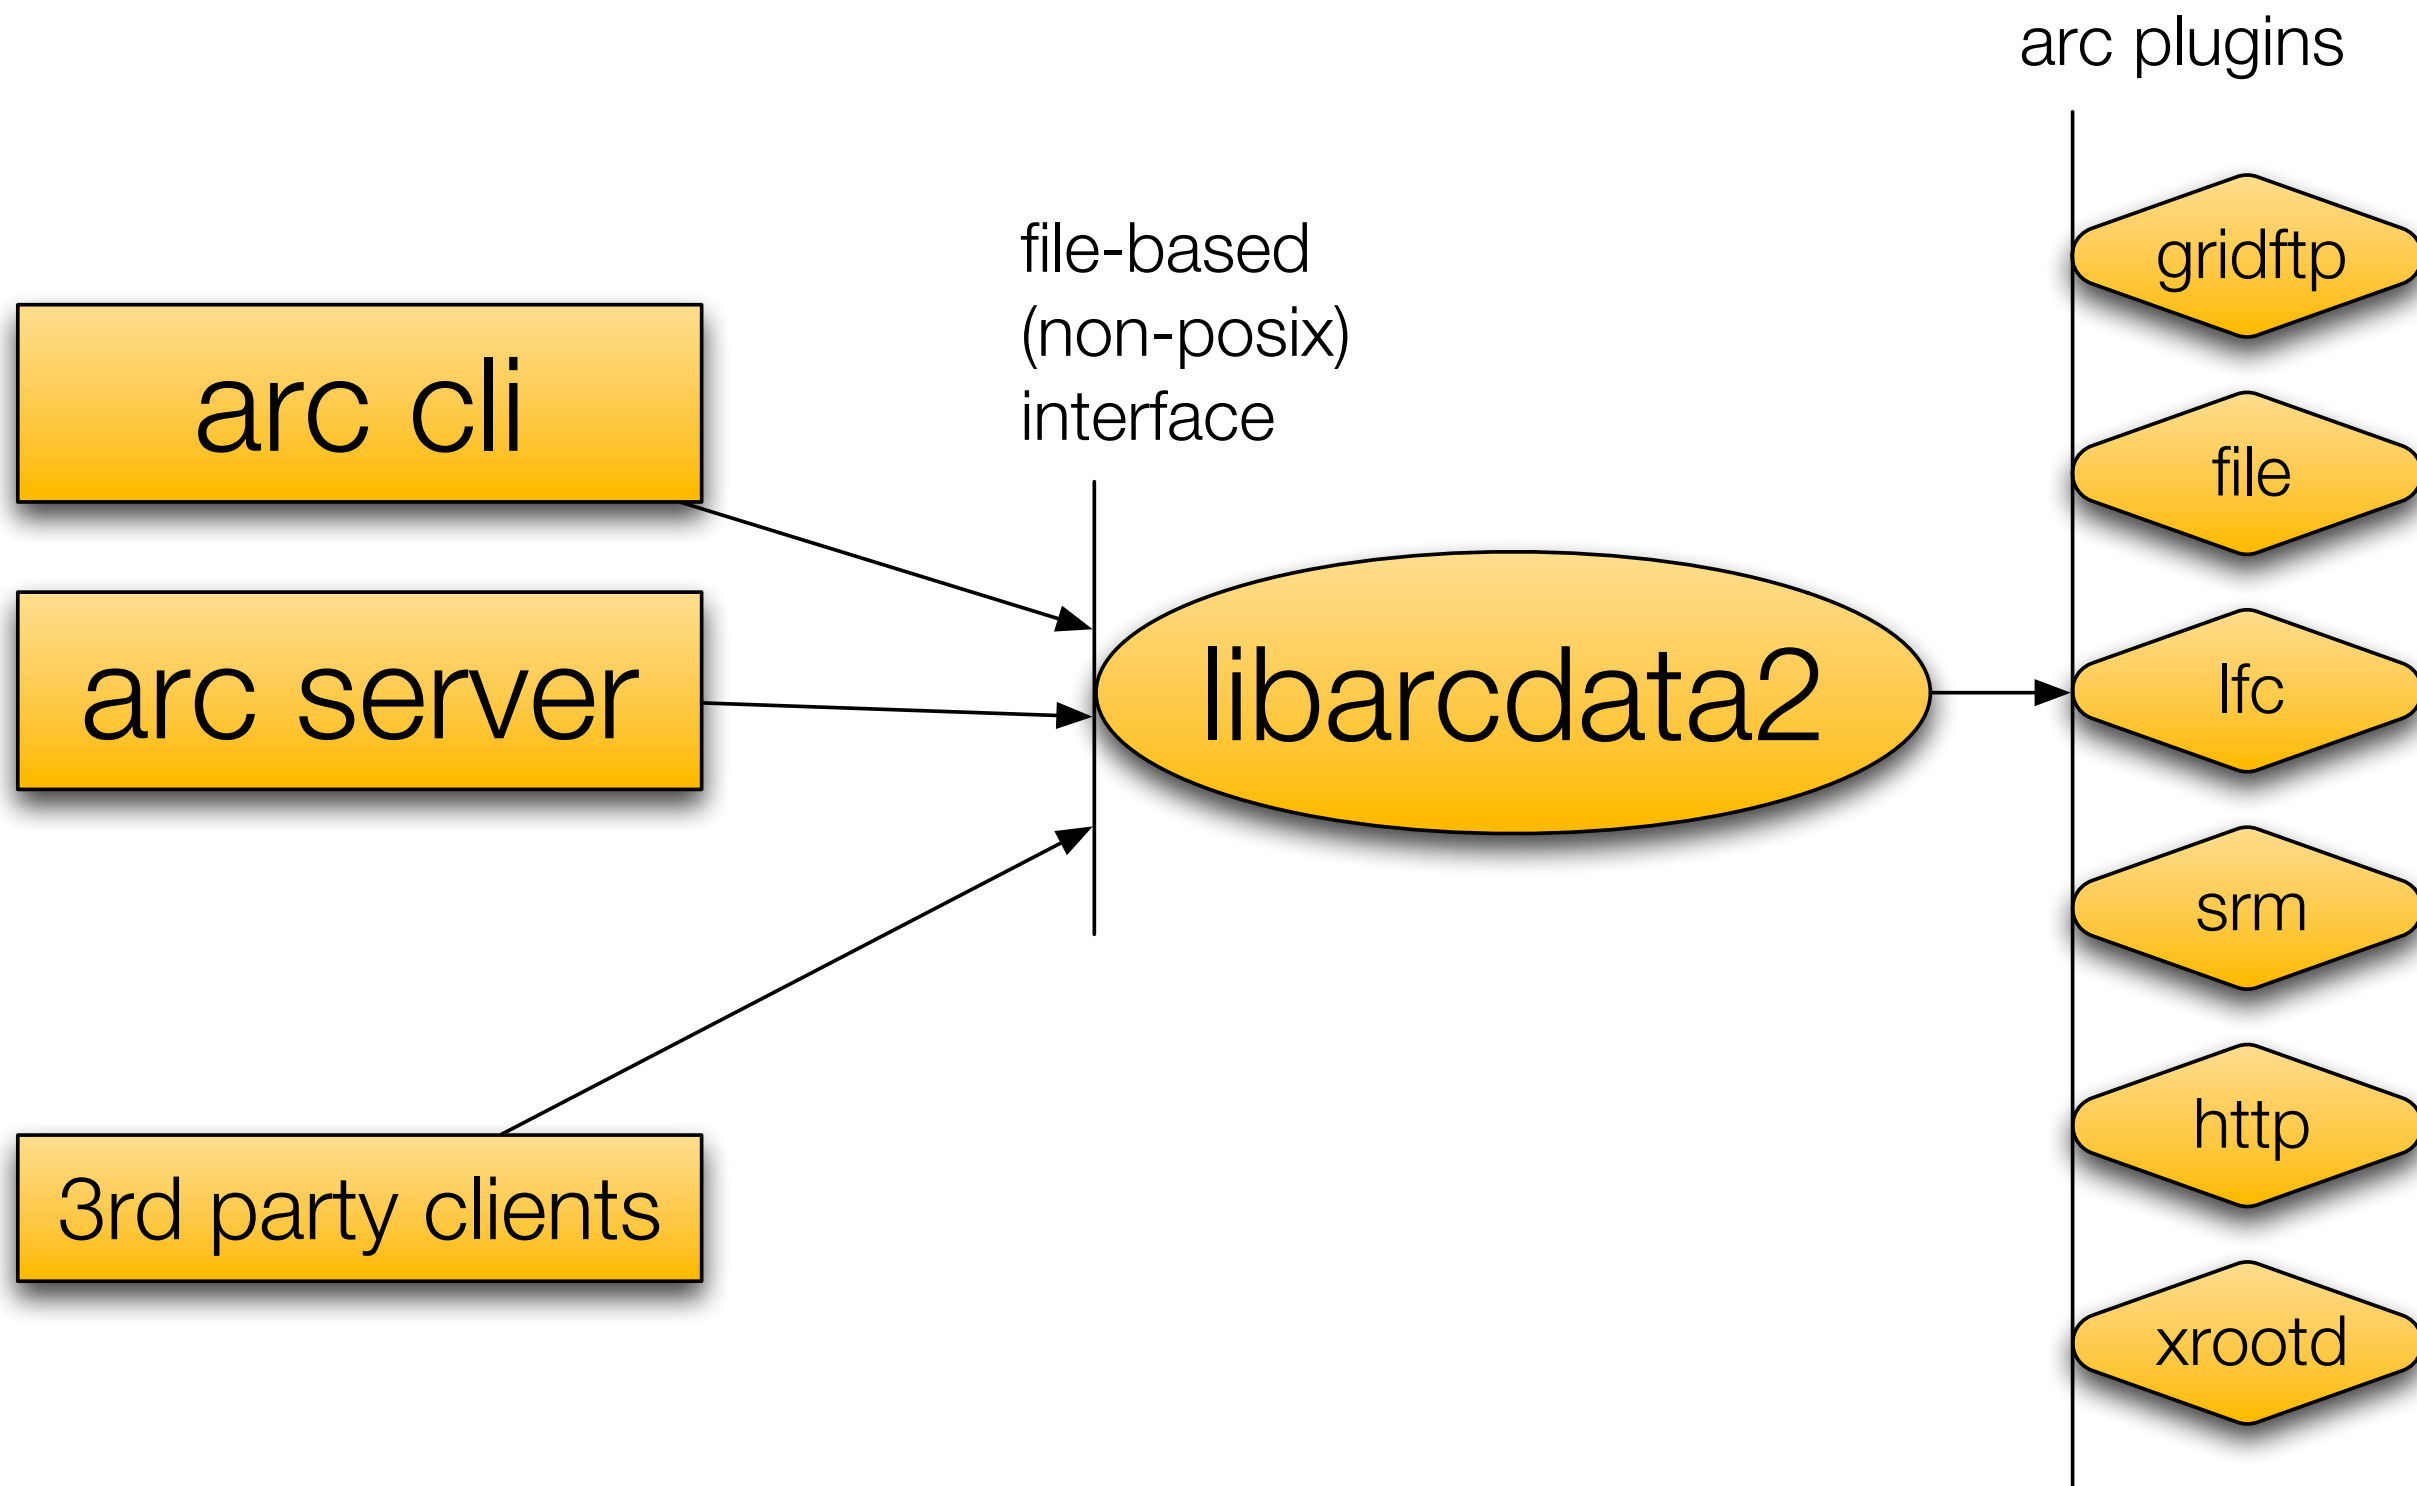 arc plugins
file-based
(non-posix)
interface
arc cli
arc server
3rd party clients
libarcdata2
gridftp
file
lfc
srm
http
xrootd